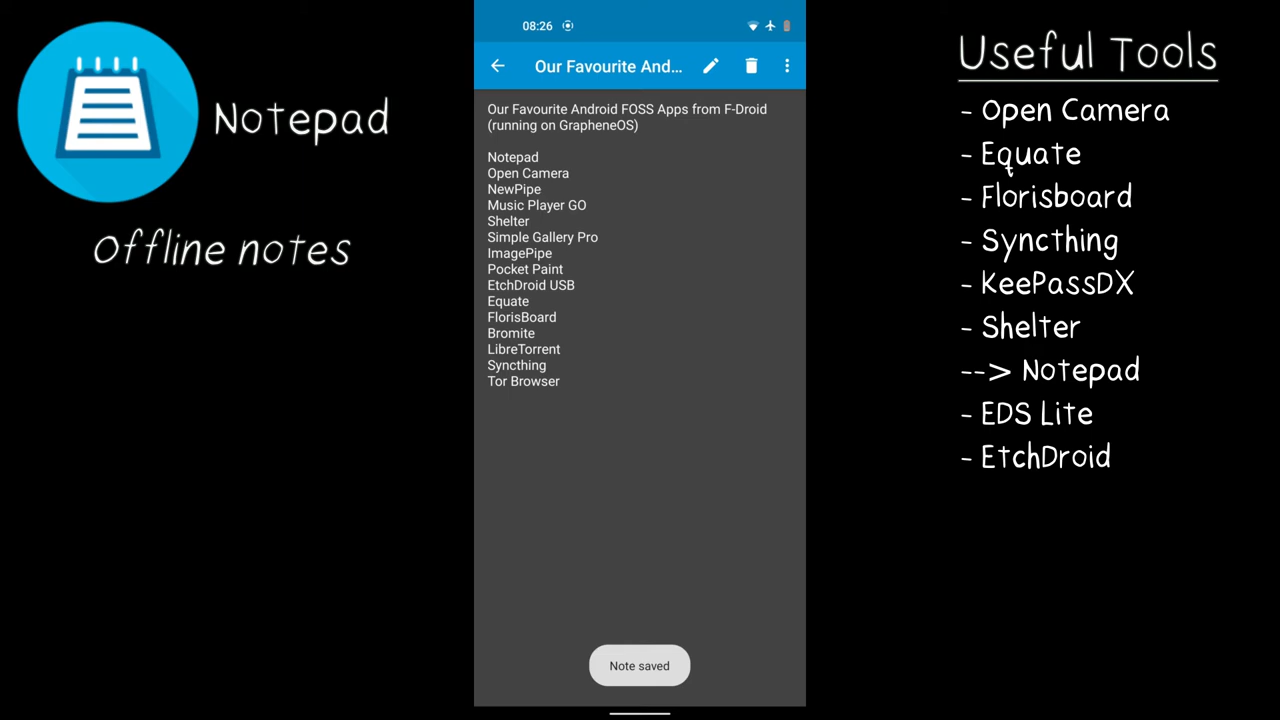 Notepad
Offline notes
08:26
Our Favourite And...
Our Favourite Android FOSS Apps from F-Droid
(running on GrapheneOS)
Notepad
Open Camera
NewPipe
Music Player GO
Shelter
Simple Gallery Pro
ImagePipe
Pocket Paint
EtchDroid USB
Equate
FlorisBoard
Bromite
LibreTorrent
Syncthing
Tor Browser
Note saved
Useful Tools
- Open Camera
- Equate
- Florisboard
- Syncthing
- KeePassDX
- Shelter
--> Notepad
- EDS Lite
- EtchDroid